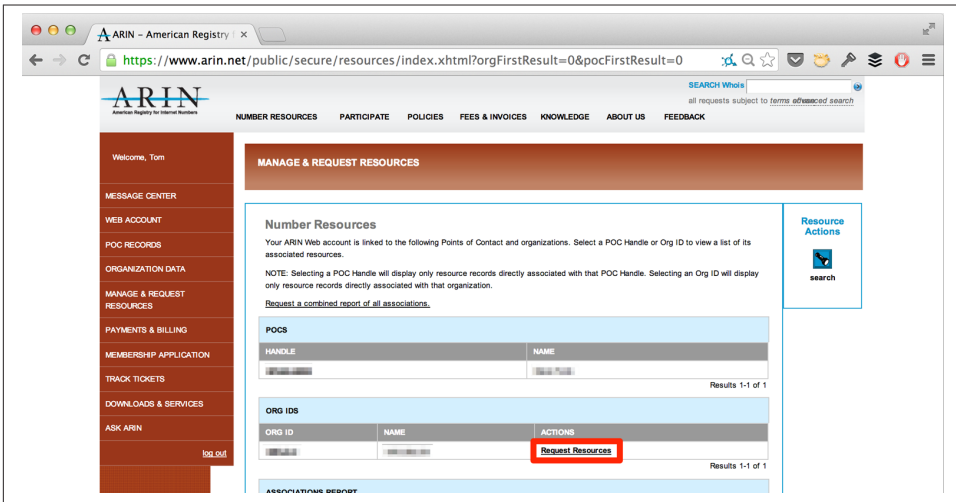 ARIN – American Registry f
https://www.arin.net/public/secure/resources/index.xhtml?orgFirstResult=0&pocFirstResult=0
ARIN
American Registry for Internet Numbers
SEARCH Whois
all requests subject to terms of
search
NUMBER RESOURCES PARTICIPATE POLICIES FEES & INVOICES KNOWLEDGE ABOUT US FEEDBACK
Welcome, Tom
MESSAGE CENTER
WEB ACCOUNT
POC RECORDS
ORGANIZATION DATA
MANAGE & REQUEST
RESOURCES
PAYMENTS & BILLING
MEMBERSHIP APPLICATION
TRACK TICKETS
DOWNLOADS & SERVICES
ASK ARIN
log out
MANAGE & REQUEST RESOURCES
Number Resources
Your ARIN Web account is linked to the following Points of Contact and organizations. Select a POC Handle or Org ID to view a list of its
associated resources.
NOTE: Selecting a POC Handle will display only resource records directly associated with that POC Handle. Selecting an Org ID will display
only resource records directly associated with that organization.
Request a combined report of all associations.
POCS
HANDLE NAME
Results 1-1 of 1
ORG IDS
ORG ID NAME ACTIONS
Request Resources
Results 1-1 of 1
ASSOCIATIONS REPORT
Resource
Actions
search